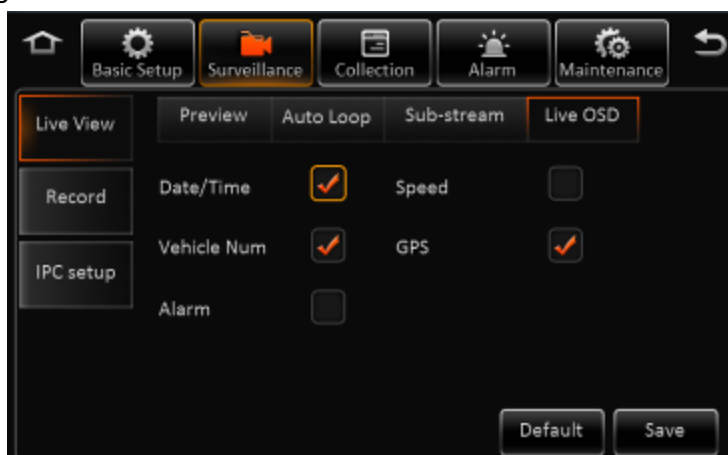 Basic Setup Surveillance Collection Alarm Maintenance
Live View Preview Auto Loop Sub-stream Live OSD
Date/Time Speed
Record
Vehicle Num GPS
IPC setup
Alarm
Default Save